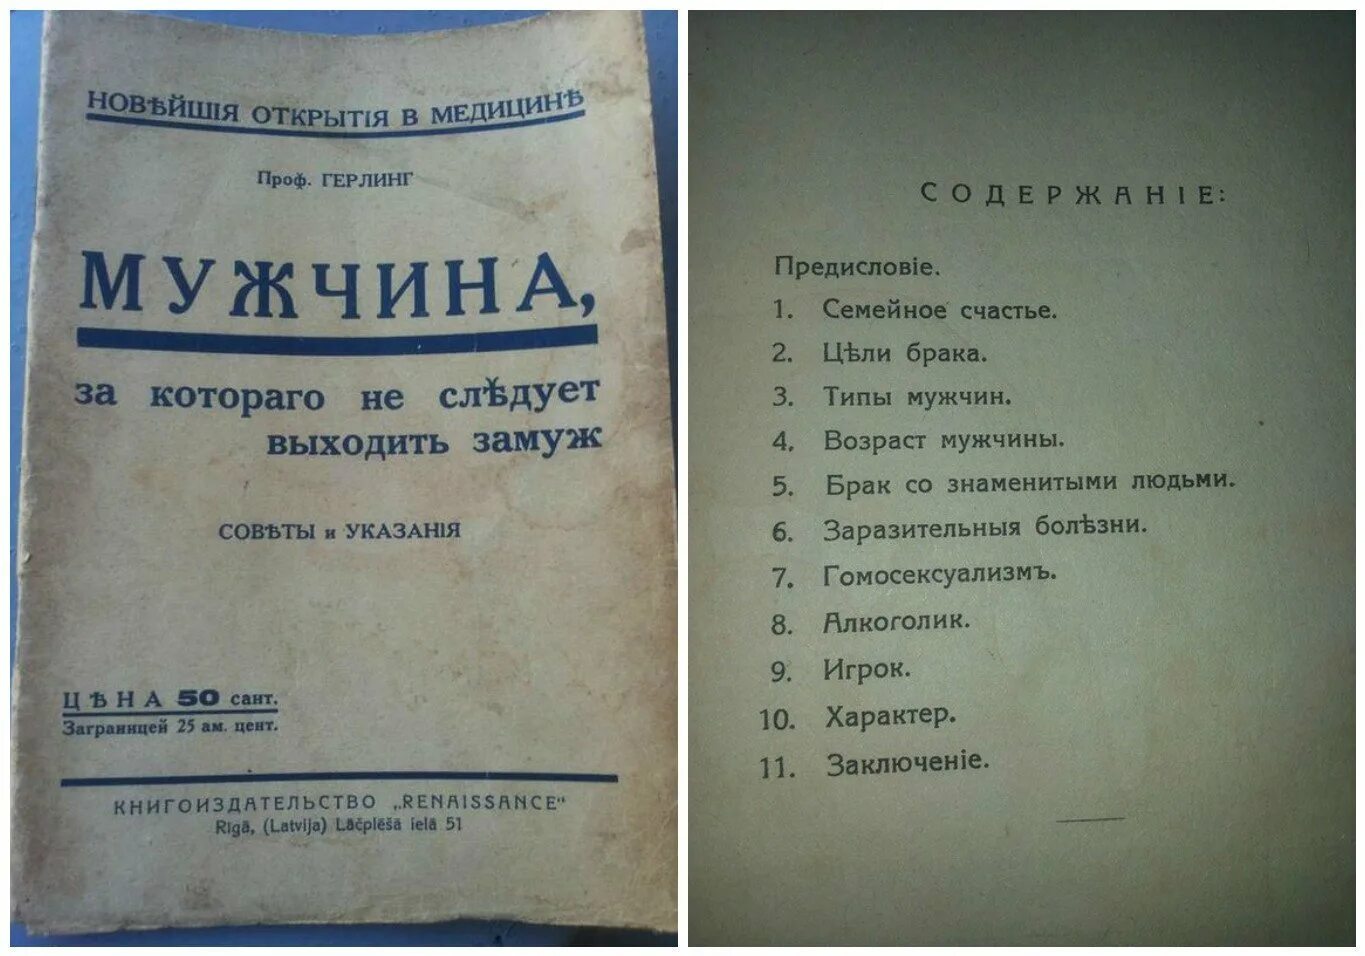 НОВѢЙШІЯ ОТКРЫТІЯ В МЕДИЦИНѢ
Проф. ГЕРЛИНГ
МУЖЧИНА,
за котораго не слѣдует
выходить замуж
СОВѢТЫ и УКАЗАНІЯ
ЦѢНА 50 сант.
Заграницей 25 ам. цент.
КНИГОИЗДАТЕЛЬСТВО „RENAISSANCE"
Rīgā, (Latvija) Lāčplēša ielā 51
СОДЕРЖАНІЕ:
Предисловіе.
1. Семейное счастье.
2. Цѣли брака.
3. Типы мужчин.
4. Возраст мужчины.
5. Брак со знаменитыми людьми.
6. Заразительныя болѣзни.
7. Гомосексуализмъ.
8. Алкоголик.
9. Игрок.
10. Характер.
11. Заключеніе.